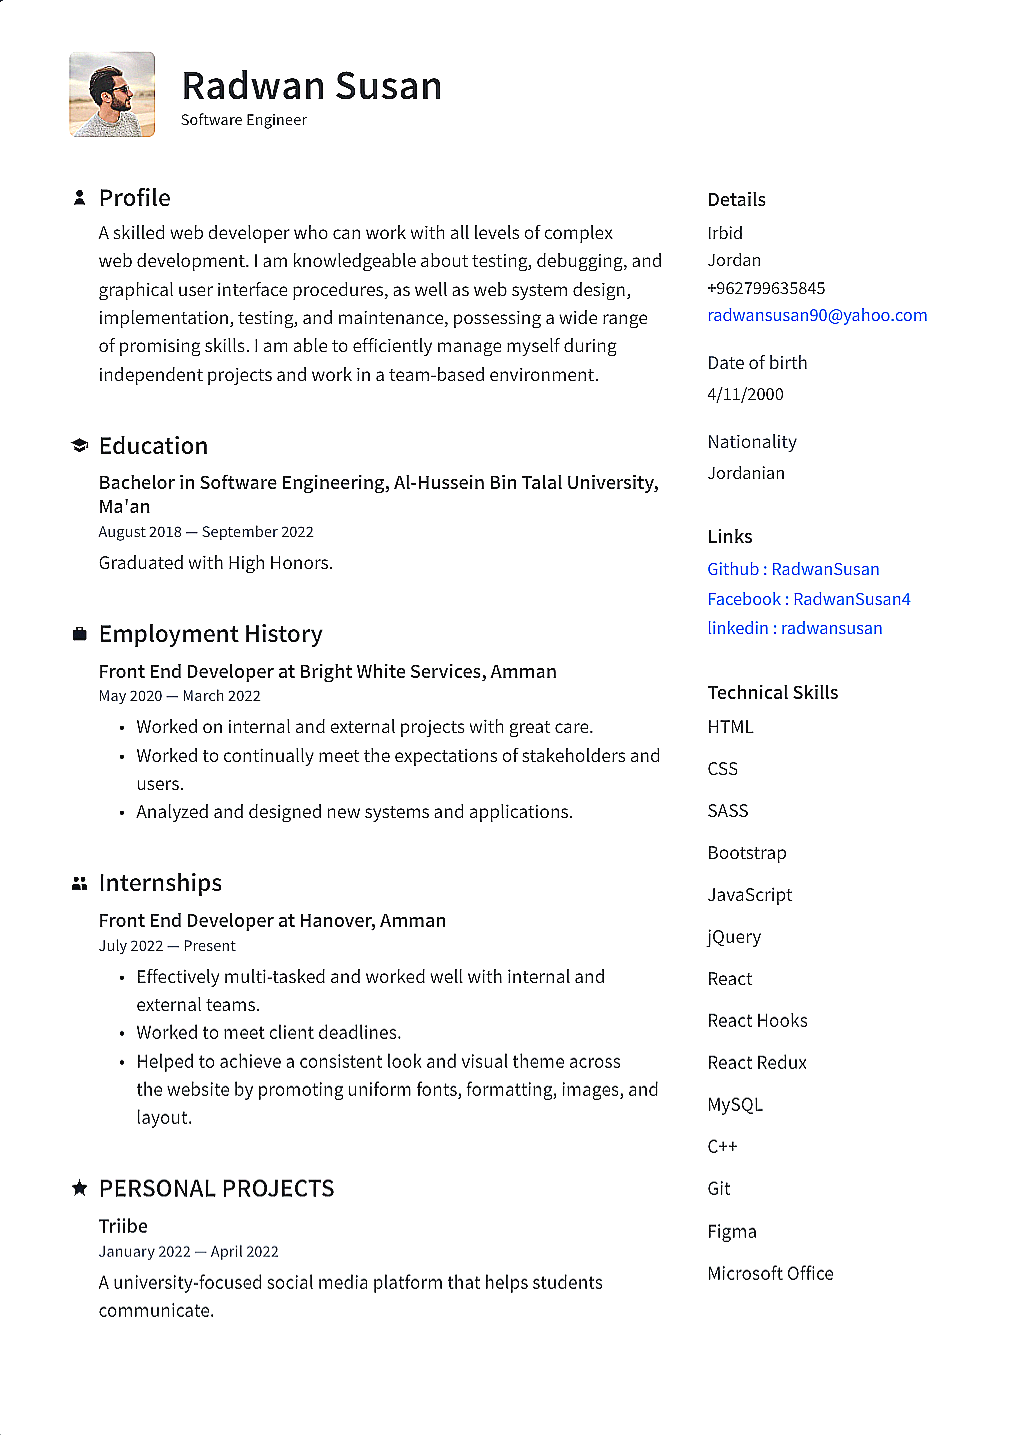 Radwan Susan
Software Engineer
Profile
A skilled web developer who can work with all levels of complex
web development. I am knowledgeable about testing, debugging, and
graphical user interface procedures, as well as web system design,
implementation, testing, and maintenance, possessing a wide range
of promising skills. I am able to efficiently manage myself during
independent projects and work in a team-based environment.
Education
Bachelor in Software Engineering, Al-Hussein Bin Talal University,
Ma'an
August 2018 — September 2022
Graduated with High Honors.
Employment History
Front End Developer at Bright White Services, Amman
May 2020 — March 2022
• Worked on internal and external projects with great care.
• Worked to continually meet the expectations of stakeholders and
users.
• Analyzed and designed new systems and applications.
Internships
Front End Developer at Hanover, Amman
July 2022 — Present
• Effectively multi-tasked and worked well with internal and
external teams.
• Worked to meet client deadlines.
• Helped to achieve a consistent look and visual theme across
the website by promoting uniform fonts, formatting, images, and
layout.
PERSONAL PROJECTS
Triibe
January 2022 — April 2022
A university-focused social media platform that helps students
communicate.
Details
Irbid
Jordan
+962799635845
radwansusan90@yahoo.com
Date of birth
4/11/2000
Nationality
Jordanian
Links
Github : RadwanSusan
Facebook : RadwanSusan4
linkedin : radwansusan
Technical Skills
HTML
CSS
SASS
Bootstrap
JavaScript
jQuery
React
React Hooks
React Redux
MySQL
C++
Git
Figma
Microsoft Office